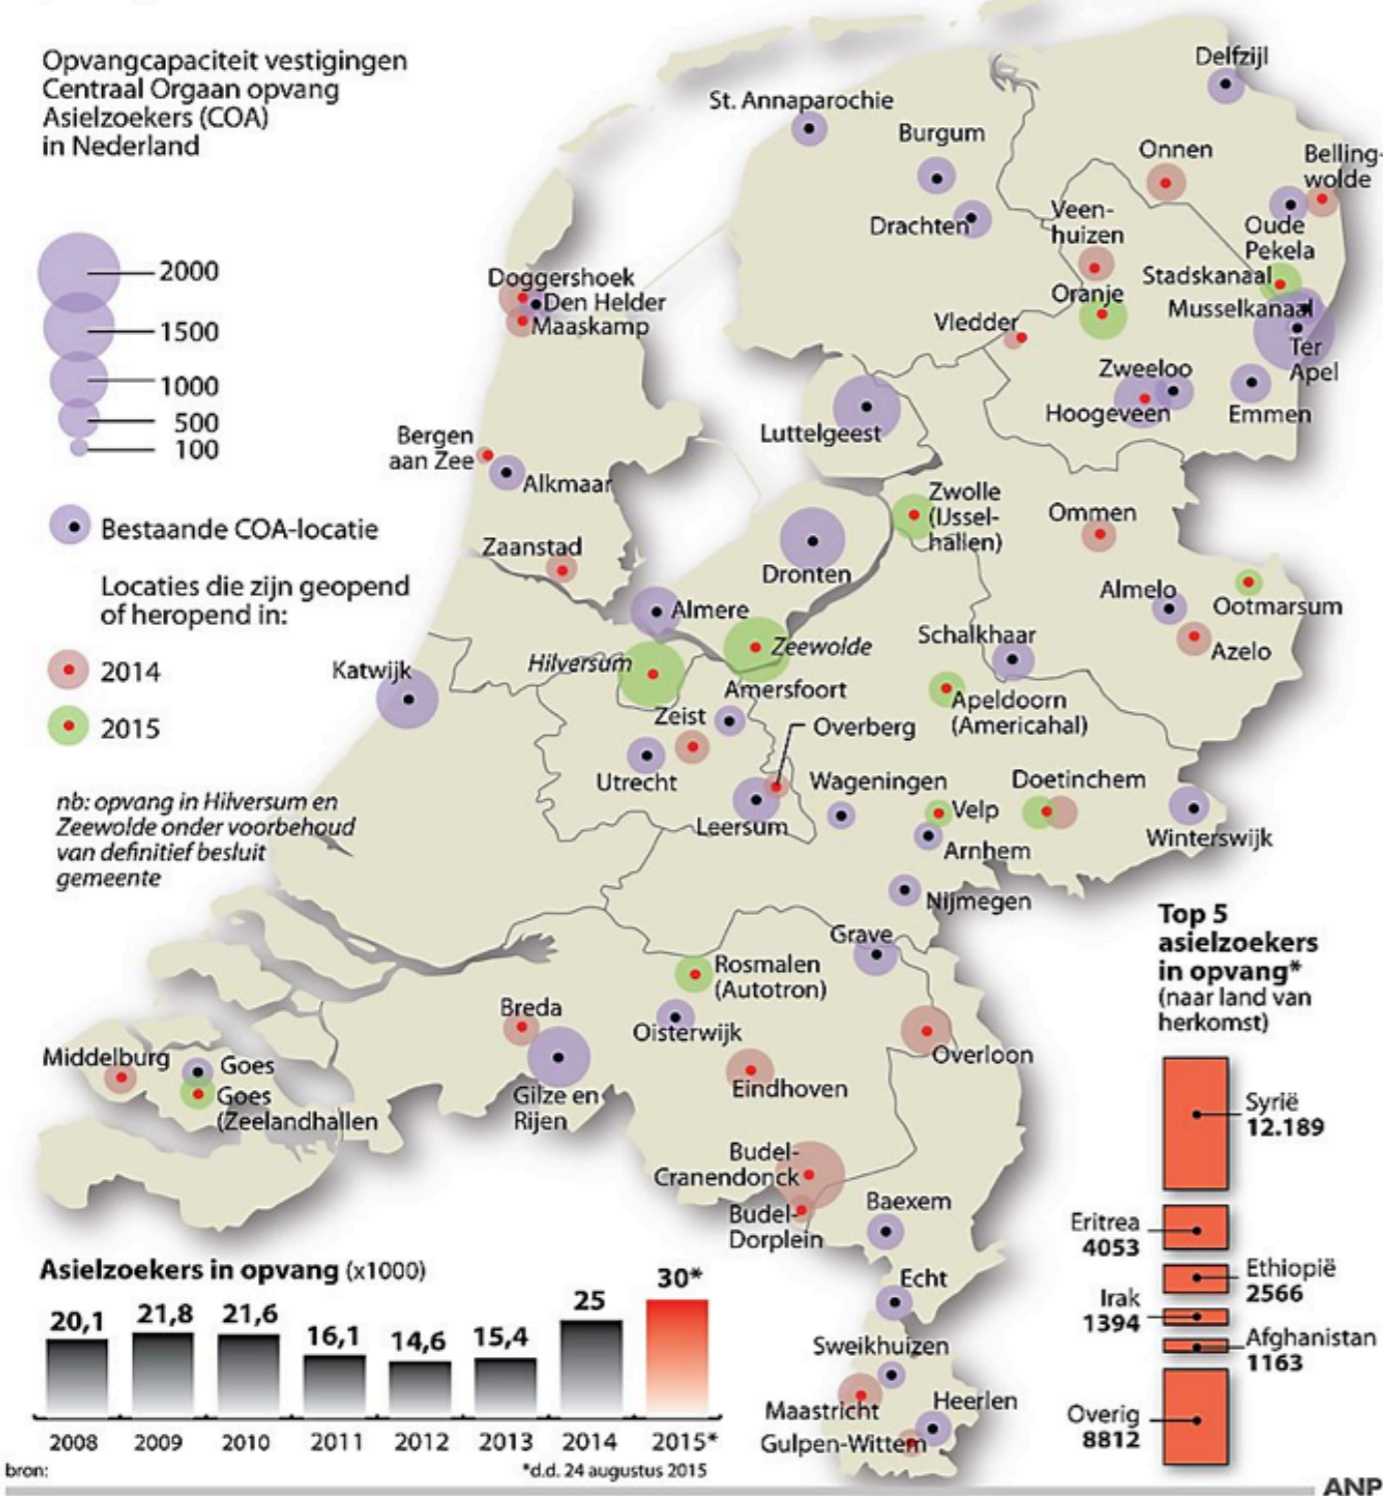 Opvangcapaciteit vestigingen
Centraal Orgaan opvang
Asielzoekers (COA)
in Nederland
2000
1500
1000
500
100
Bestaande COA-locatie
Locaties die zijn geopend
of heropend in:
2014
2015
nb: opvang in Hilversum en
Zeewolde onder voorbehoud
van definitief besluit
gemeente
Delfzijl
St. Annaparochie
Burgum
Onnen
Belling-
wolde
Drachten
Veen-
huizen
Oude
Pekela
Stadskanaal
Doggershoek
Den Helder
Maaskamp
Oranje
Musselkanaal
Vledder
Ter
Apel
Zweeloo
Hoogeveen
Emmen
Luttelgeest
Bergen
aan Zee
Alkmaar
Zwolle
(IJssel-
hallen)
Ommen
Zaanstad
Dronten
Almelo
Ootmarsum
Almere
Schalkhaar
Azelo
Zeewolde
Hilversum
Katwijk
Amersfoort
Apeldoorn
(Americahal)
Zeist
Overberg
Utrecht
Wageningen
Doetinchem
Velp
Leersum
Winterswijk
Arnhem
Nijmegen
Grave
Rosmalen
(Autotron)
Breda
Oisterwijk
Overloon
Middelburg
Goes
Goes
(Zeelandhallen
Gilze en
Rijen
Eindhoven
Budel-
Cranendonck
Budel-
Dorplein
Baexem
Echt
Sweikhuizen
Maastricht
Heerlen
Gulpen-Wittem
Top 5
asielzoekers
in opvang*
(naar land van
herkomst)
Syrië
12.189
Eritrea
4053
Ethiopië
2566
Irak
1394
Afghanistan
1163
Overig
8812
Asielzoekers in opvang (x1000)
20,1 21,8 21,6 16,1 14,6 15,4 25 30*
2008 2009 2010 2011 2012 2013 2014 2015*
bron:
*d.d. 24 augustus 2015
ANP